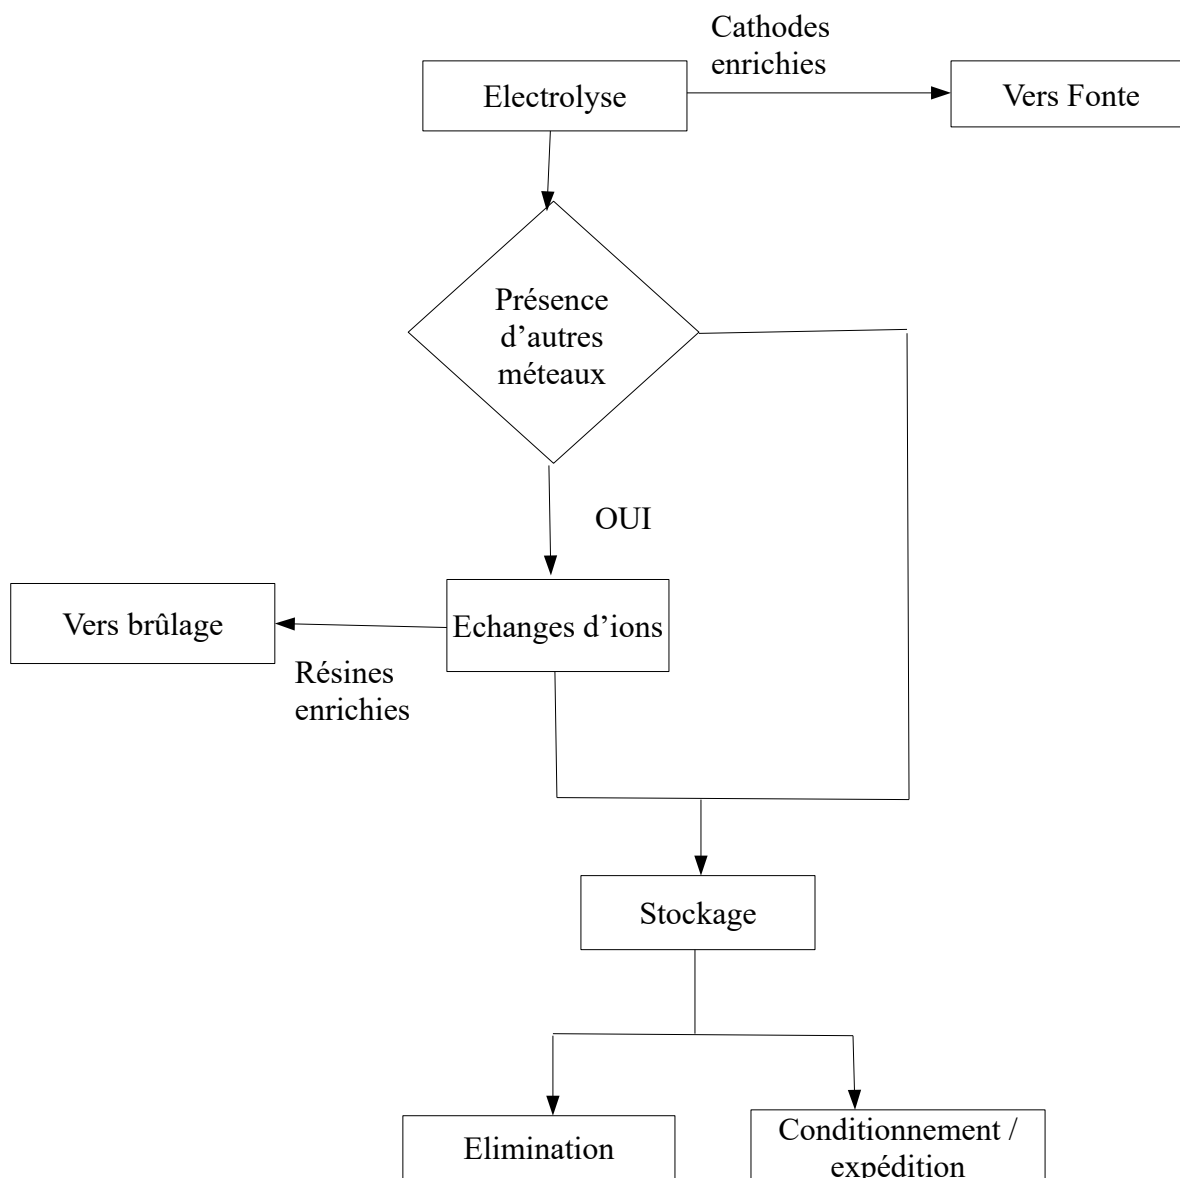 Cathodes
enrichies
Electrolyse
Vers Fonte
Présence
d’autres
méteaux
OUI
Vers brûlage
Echanges d’ions
Résines
enrichies
Stockage
Elimination
Conditionnement /
expédition